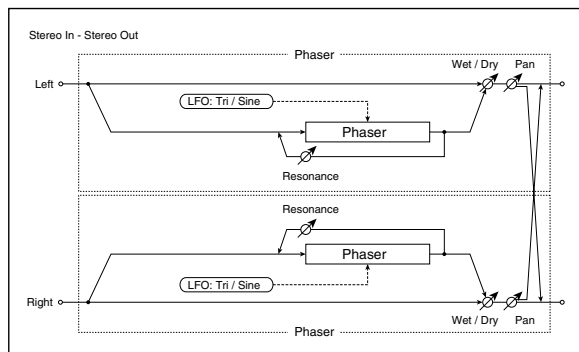 Stereo In - Stereo Out
Phaser
Wet / Dry
Pan
Left
LFO: Tri / Sine
Phaser
Resonance
Resonance
Phaser
LFO: Tri / Sine
Right
Wet / Dry
Pan
Phaser